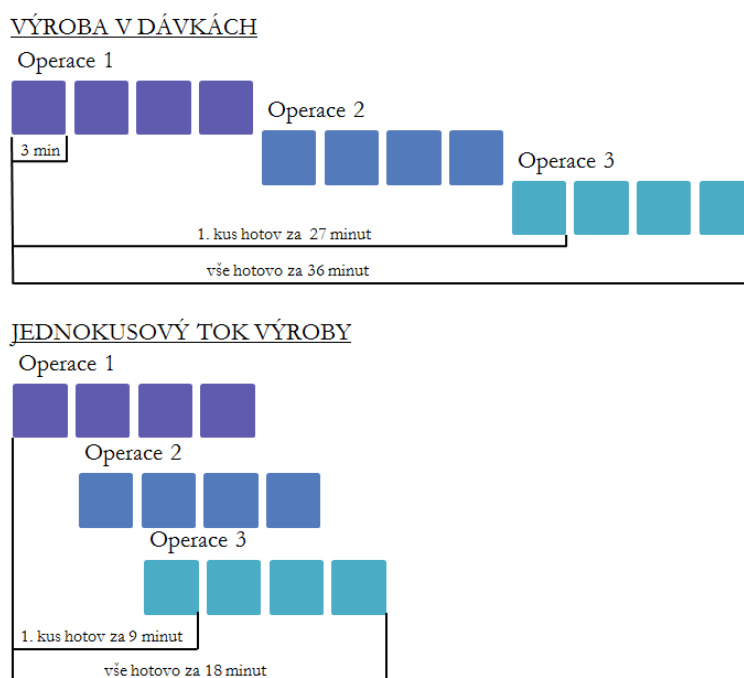 VÝROBA V DÁVKÁCH
Operace 1
Operace 2
3 min
Operace 3
1. kus hotov za 27 minut
vše hotovo za 36 minut
JEDNOKUSOVÝ TOK VÝROBY
Operace 1
Operace 2
Operace 3
1. kus hotov za 9 minut
vše hotovo za 18 minut